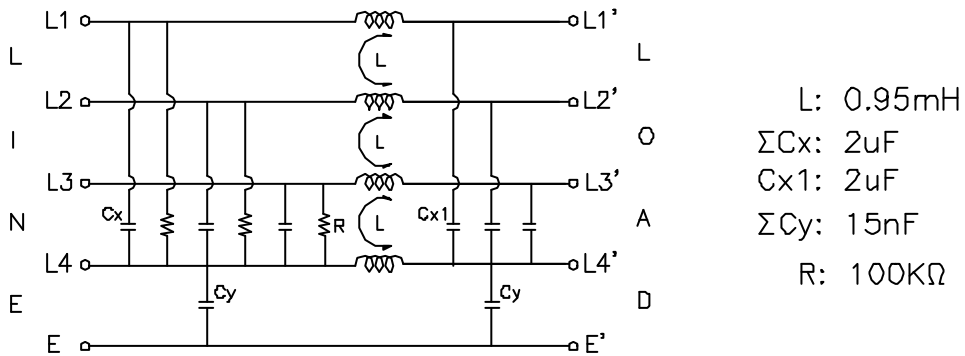 L1 L1'
L
L L L: 0.95mH
L2 L2'
ΣCx: 2uF
I L O
Cx1: 2uF
L3 L3'
Cx Cx1
N R L A ΣCy: 15nF
L4 L4'
R: 100KΩ
Cy Cy
E D
E E'